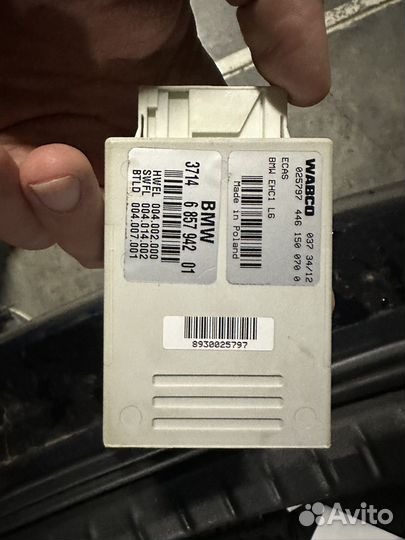 WABCO 037 34/12
025797 446 150 070 0
ECAS
BMW EHC1 L6
Made in Poland
BMW
3714 6 857 942 01
HWEL 004.002.000
SWFL 004.014.002
BTLD 004.007.001
8930025797
Avito